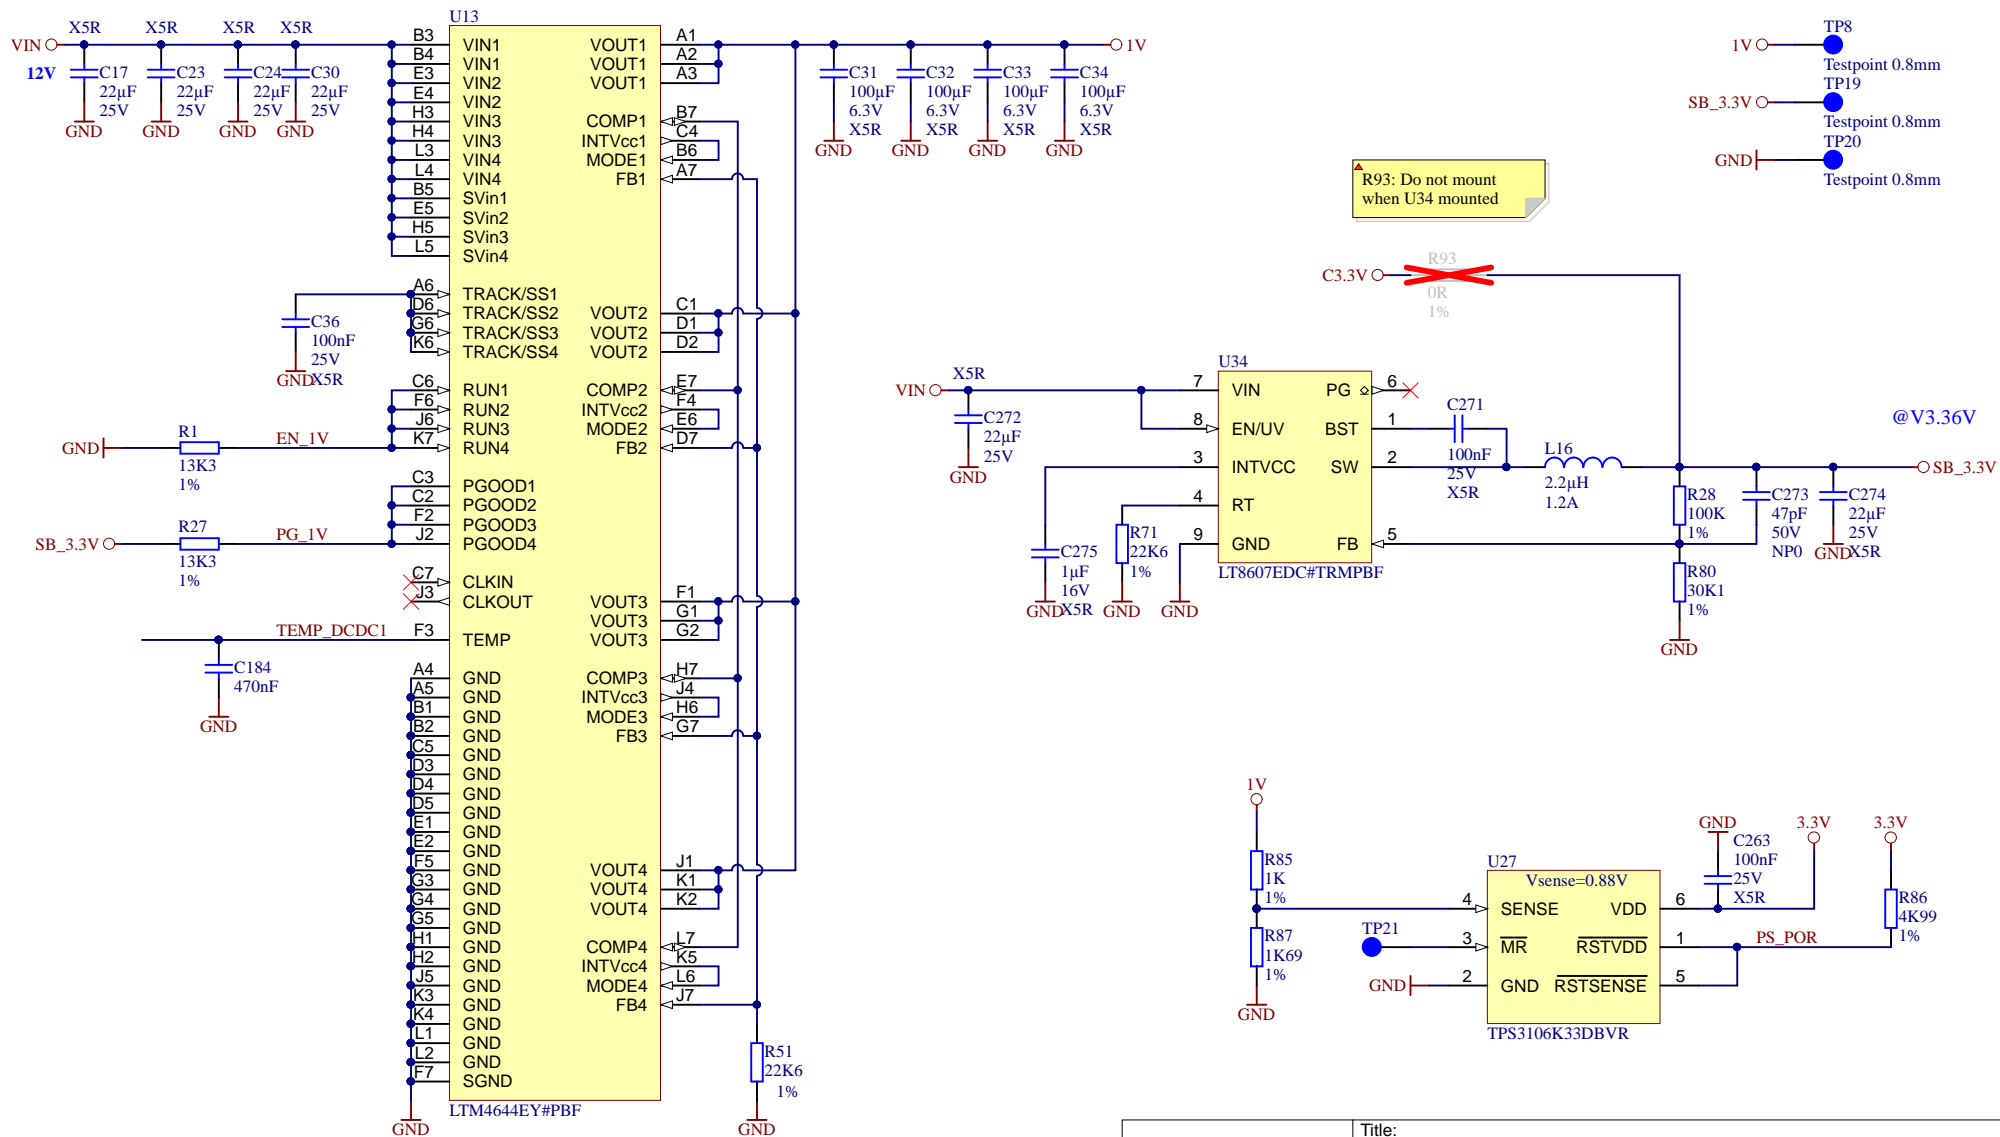 U13
X5R X5R X5R X5R
VIN
12V
C17
22µF
25V
GND
C23
22µF
25V
GND
C24
22µF
25V
GND
C30
22µF
25V
GND
B3 VIN1
B4 VIN1
E3 VIN2
E4 VIN2
H3 VIN3
H4 VIN3
L3 VIN4
L4 VIN4
B5 SVin1
E5 SVin2
H5 SVin3
L5 SVin4
A6 TRACK/SS1
D6 TRACK/SS2
G6 TRACK/SS3
K6 TRACK/SS4
C36
100nF
25V
X5R
GND
C6 RUN1
F6 RUN2
J6 RUN3
K7 RUN4
GND
R1
13K3
1%
EN_1V
C3 PGOOD1
C2 PGOOD2
F2 PGOOD3
J2 PGOOD4
SB_3.3V
R27
13K3
1%
PG_1V
C7 CLKIN
J3 CLKOUT
TEMP_DCDC1
F3 TEMP
C184
470nF
GND
A4 GND
A5 GND
B1 GND
B2 GND
C5 GND
D3 GND
D4 GND
D5 GND
E1 GND
E2 GND
F5 GND
G3 GND
G4 GND
G5 GND
H1 GND
H2 GND
J5 GND
K3 GND
K4 GND
L1 GND
L2 GND
F7 SGND
GND
LTM4644EY#PBF
VOUT1 A1
VOUT1 A2
VOUT1 A3
COMP1 B7
INTVcc1 C4
MODE1 B6
FB1 A7
VOUT2 C1
VOUT2 D1
VOUT2 D2
COMP2 E7
INTVcc2 F4
MODE2 E6
FB2 D7
VOUT3 F1
VOUT3 G1
VOUT3 G2
COMP3 H7
INTVcc3 J4
MODE3 H6
FB3 G7
VOUT4 J1
VOUT4 K1
VOUT4 K2
COMP4 L7
INTVcc4 K5
MODE4 L6
FB4 J7
R51
22K6
1%
GND
C31
100µF
6.3V
X5R
GND
C32
100µF
6.3V
X5R
GND
C33
100µF
6.3V
X5R
GND
C34
100µF
6.3V
X5R
GND
1V
1V
TP8
Testpoint 0.8mm
SB_3.3V
TP19
Testpoint 0.8mm
GND
TP20
Testpoint 0.8mm
R93: Do not mount
when U34 mounted
C3.3V
R93
0R
1%
U34
VIN
X5R
C272
22µF
25V
GND
7 VIN
8 EN/UV
3 INTVCC
4 RT
9 GND
PG 6
BST 1
SW 2
FB 5
LT8607EDC#TRMPBF
C275
1µF
16V
X5R
GND
R71
22K6
1%
GND
GND
C271
100nF
25V
X5R
L16
2.2µH
1.2A
@V3.36V
SB_3.3V
R28
100K
1%
C273
47pF
50V
NP0
C274
22µF
25V
X5R
GND
R80
30K1
1%
GND
1V
R85
1K
1%
R87
1K69
1%
GND
TP21
GND
U27
Vsense=0.88V
4 SENSE
3 MR
2 GND
VDD 6
RSTVDD 1
RSTSENSE 5
TPS3106K33DBVR
GND
C263
100nF
25V
X5R
3.3V
3.3V
R86
4K99
1%
PS_POR
Title: